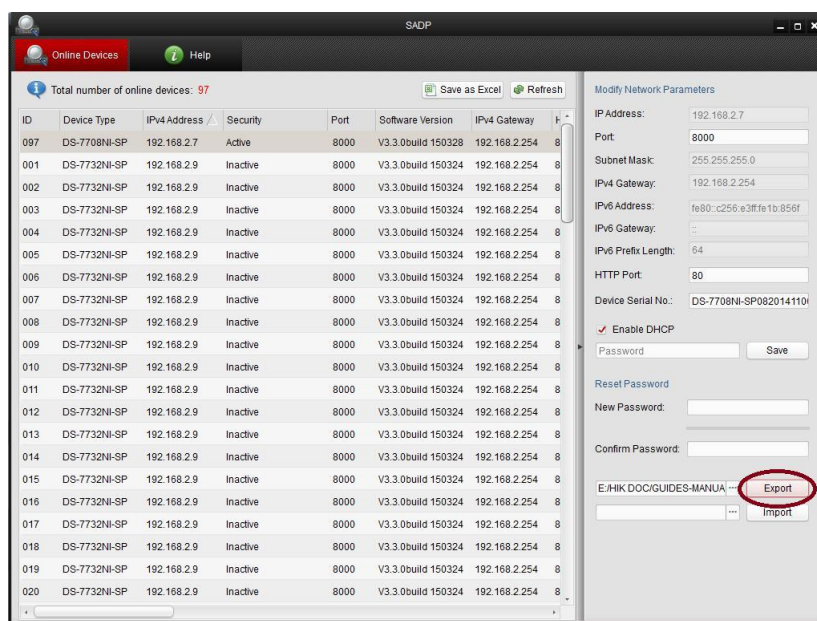 SADP
Online Devices Help
Total number of online devices: 97 Save as Excel Refresh
ID Device Type IPv4 Address Security Port Software Version IPv4 Gateway
097 DS-7708NI-SP 192.168.2.7 Active 8000 V3.3.0build 150328 192.168.2.254 8
001 DS-7732NI-SP 192.168.2.9 Inactive 8000 V3.3.0build 150324 192.168.2.254 8
002 DS-7732NI-SP 192.168.2.9 Inactive 8000 V3.3.0build 150324 192.168.2.254 8
003 DS-7732NI-SP 192.168.2.9 Inactive 8000 V3.3.0build 150324 192.168.2.254 8
004 DS-7732NI-SP 192.168.2.9 Inactive 8000 V3.3.0build 150324 192.168.2.254 8
005 DS-7732NI-SP 192.168.2.9 Inactive 8000 V3.3.0build 150324 192.168.2.254 8
006 DS-7732NI-SP 192.168.2.9 Inactive 8000 V3.3.0build 150324 192.168.2.254 8
007 DS-7732NI-SP 192.168.2.9 Inactive 8000 V3.3.0build 150324 192.168.2.254 8
008 DS-7732NI-SP 192.168.2.9 Inactive 8000 V3.3.0build 150324 192.168.2.254 8
009 DS-7732NI-SP 192.168.2.9 Inactive 8000 V3.3.0build 150324 192.168.2.254 8
010 DS-7732NI-SP 192.168.2.9 Inactive 8000 V3.3.0build 150324 192.168.2.254 8
011 DS-7732NI-SP 192.168.2.9 Inactive 8000 V3.3.0build 150324 192.168.2.254 8
012 DS-7732NI-SP 192.168.2.9 Inactive 8000 V3.3.0build 150324 192.168.2.254 8
013 DS-7732NI-SP 192.168.2.9 Inactive 8000 V3.3.0build 150324 192.168.2.254 8
014 DS-7732NI-SP 192.168.2.9 Inactive 8000 V3.3.0build 150324 192.168.2.254 8
015 DS-7732NI-SP 192.168.2.9 Inactive 8000 V3.3.0build 150324 192.168.2.254 8
016 DS-7732NI-SP 192.168.2.9 Inactive 8000 V3.3.0build 150324 192.168.2.254 8
017 DS-7732NI-SP 192.168.2.9 Inactive 8000 V3.3.0build 150324 192.168.2.254 8
018 DS-7732NI-SP 192.168.2.9 Inactive 8000 V3.3.0build 150324 192.168.2.254 8
019 DS-7732NI-SP 192.168.2.9 Inactive 8000 V3.3.0build 150324 192.168.2.254 8
020 DS-7732NI-SP 192.168.2.9 Inactive 8000 V3.3.0build 150324 192.168.2.254 8
Modify Network Parameters
IP Address: 192.168.2.7
Port: 8000
Subnet Mask: 255.255.255.0
IPv4 Gateway: 192.168.2.254
IPv6 Address: fe80::c256:e3ff:fe1b:856f
IPv6 Gateway: ::
IPv6 Prefix Length: 64
HTTP Port: 80
Device Serial No.: DS-7708NI-SP082014110
Enable DHCP
Password Save
Reset Password
New Password:
Confirm Password:
E:/HIK DOC/GUIDES-MANUA ... Export
... Import